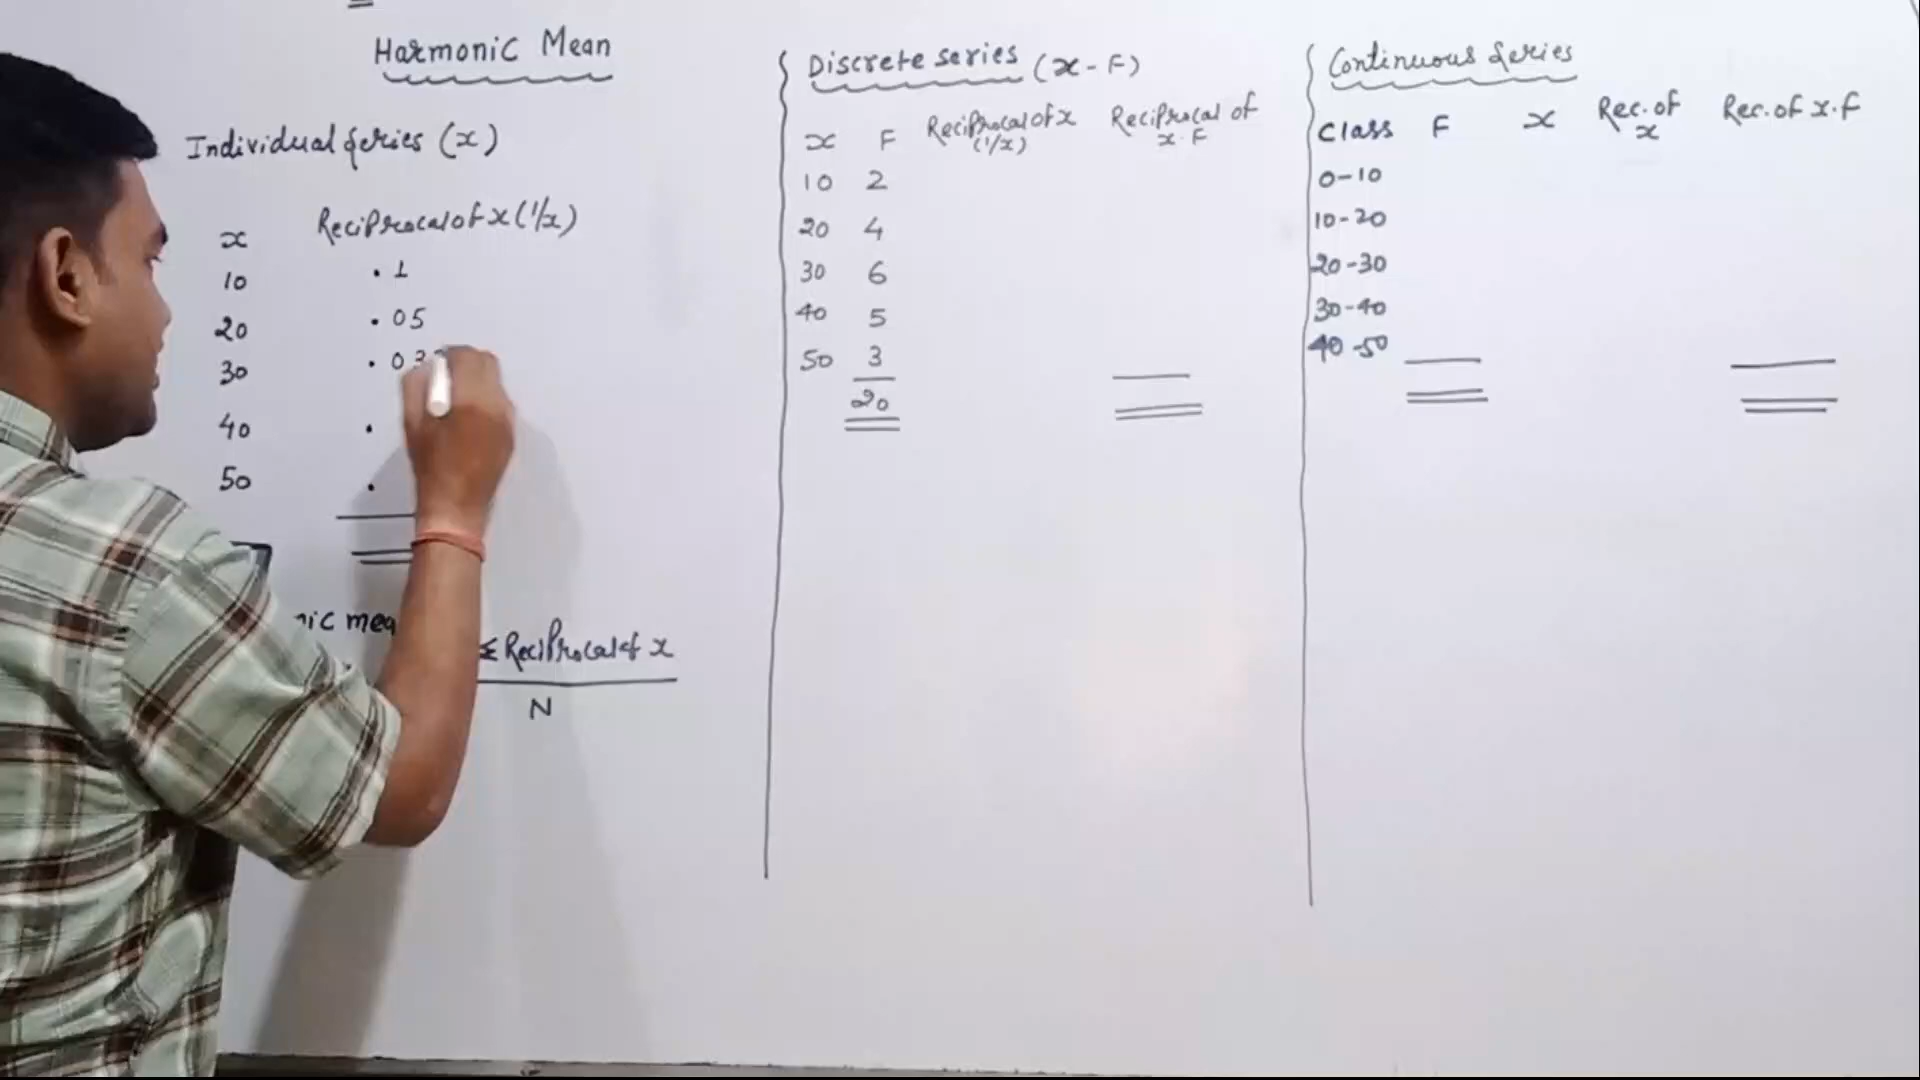 Harmonic Mean
Individual Series (x)
x Reciprocal of x (1/x)
10 .1
20 .05
30 .03
40 .
50 .
Σ Reciprocal of x
N
Discrete series (x - F)
x F Reciprocal of x (1/x) Reciprocal of x.F
10 2
20 4
30 6
40 5
50 3
20
Continuous Series
Class F x Rec. of x Rec. of x.F
0-10
10-20
20-30
30-40
40-50